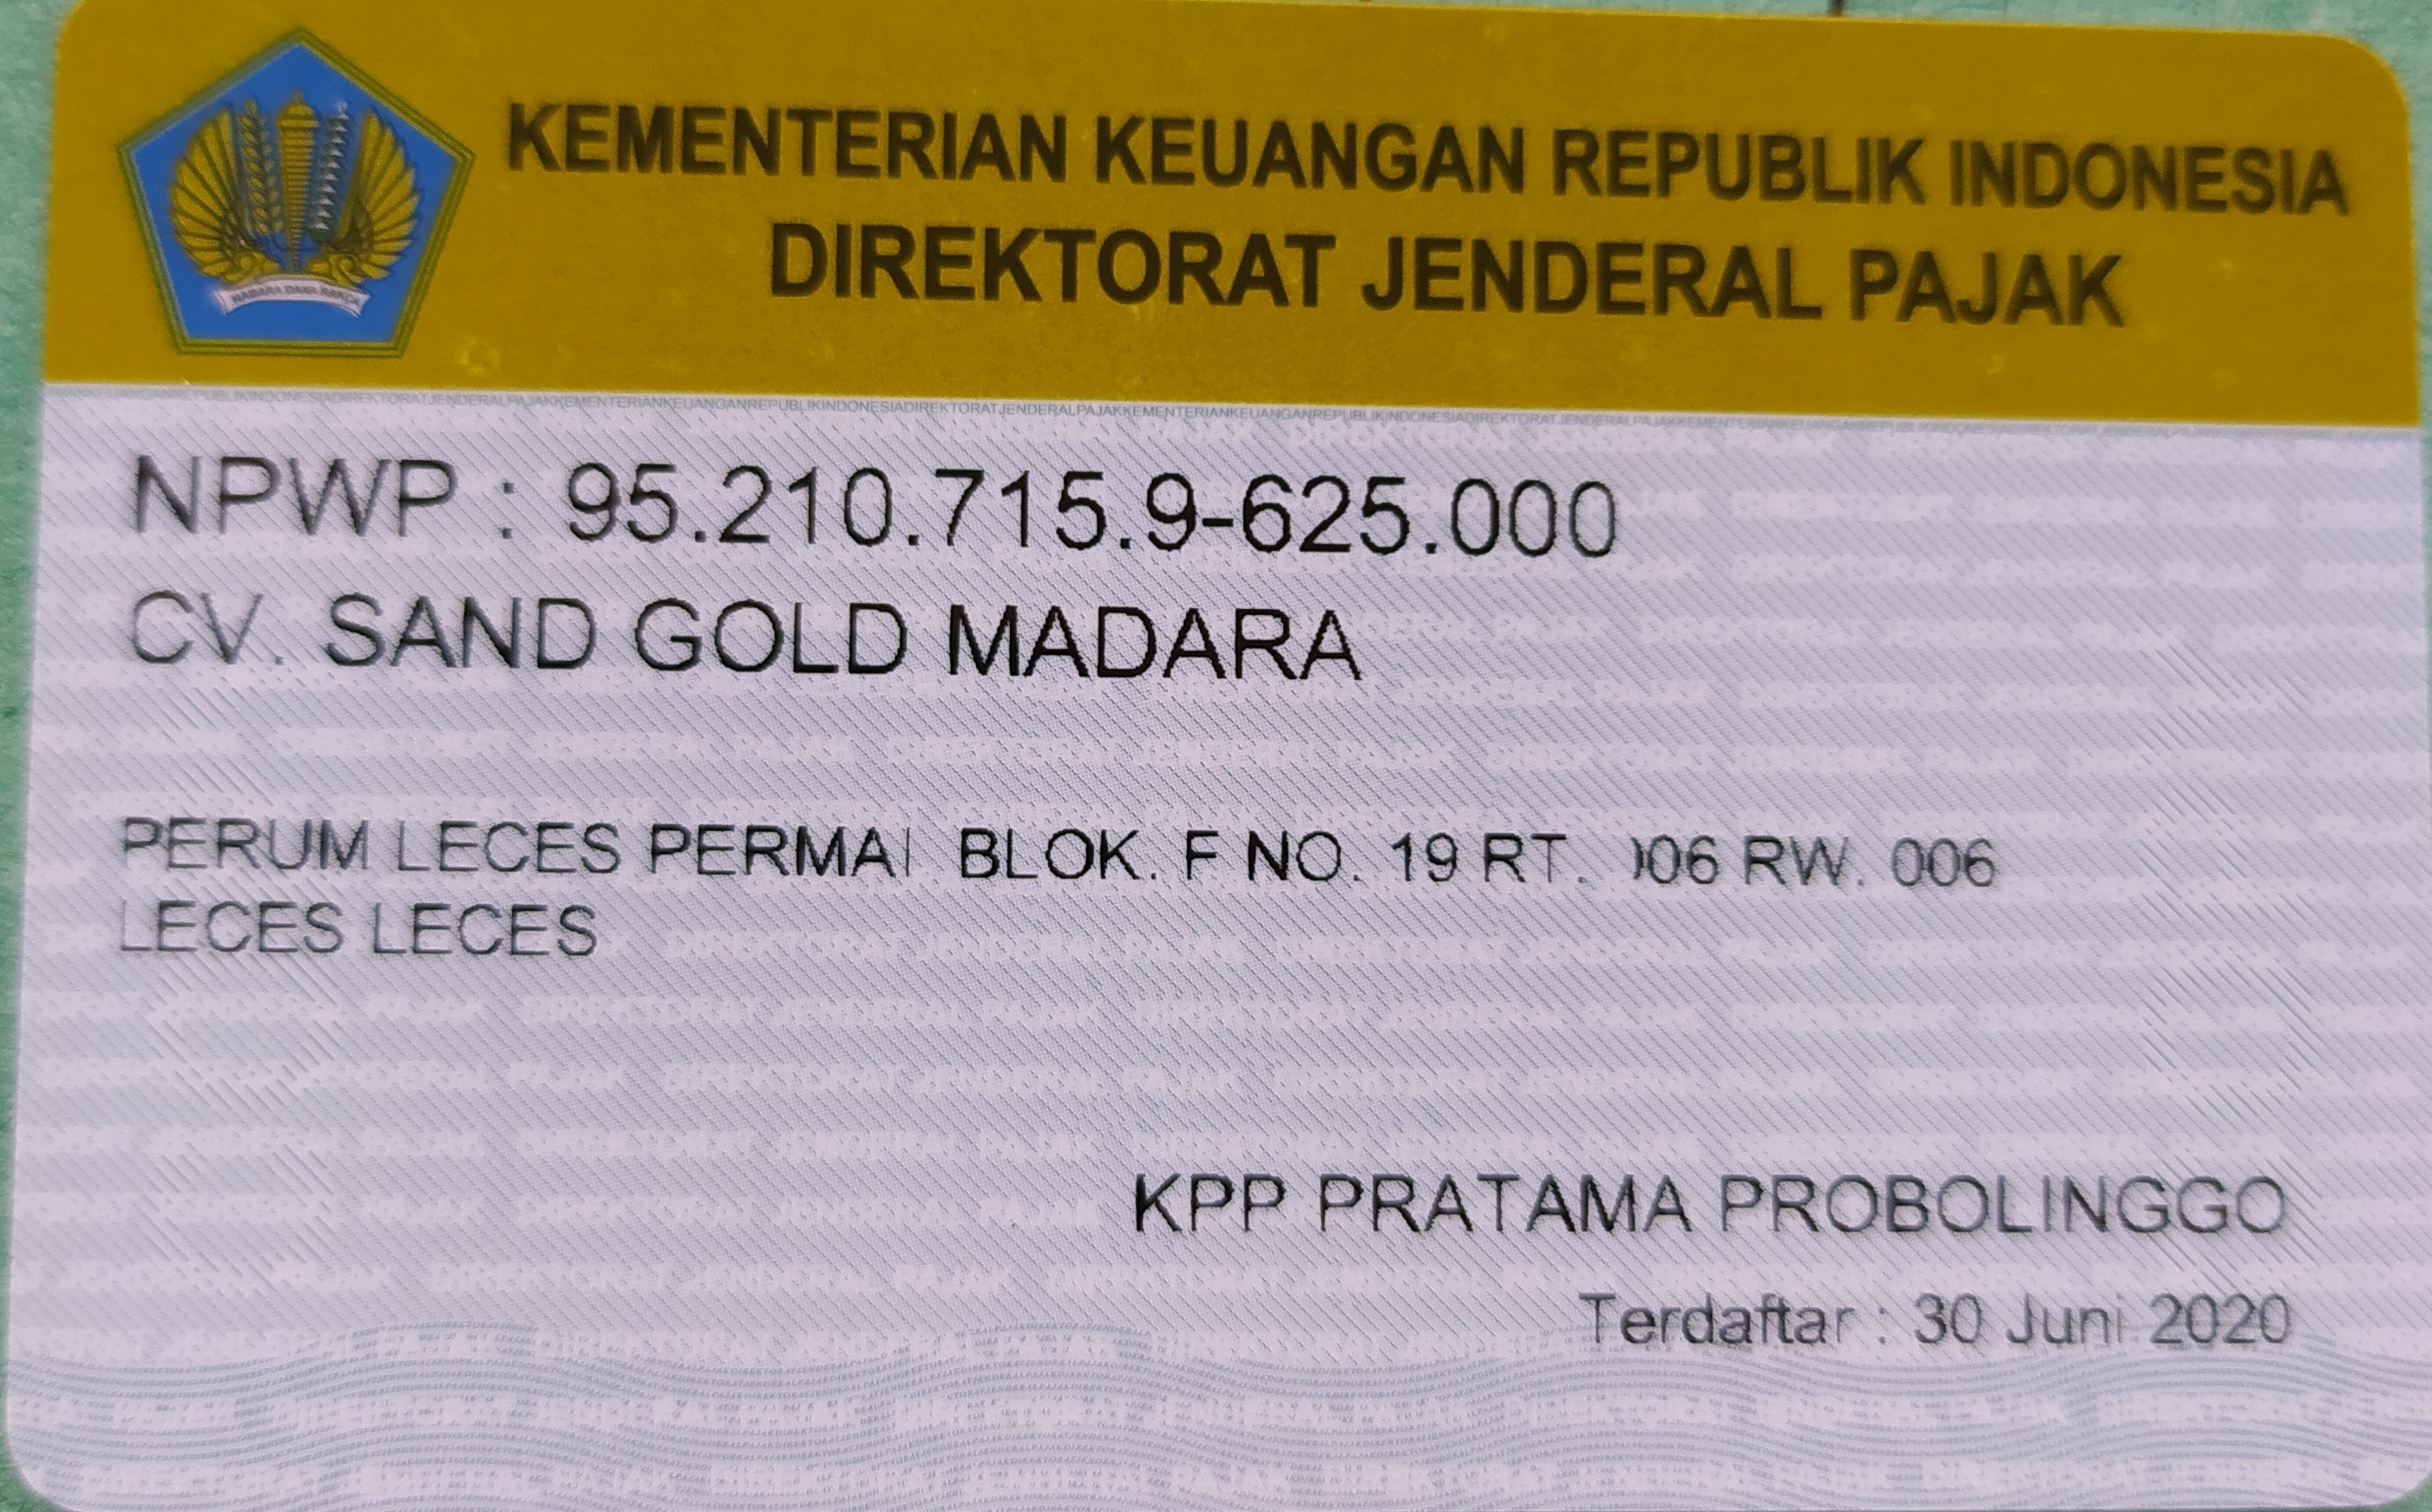 KEMENTERIAN KEUANGAN REPUBLIK INDONESIA
DIREKTORAT JENDERAL PAJAK
NAGARA DANA RAKCA
NPWP : 95.210.715.9-625.000
CV. SAND GOLD MADARA
PERUM LECES PERMAI BLOK. F NO. 19 RT. 006 RW. 006
LECES LECES
KPP PRATAMA PROBOLINGGO
Terdaftar : 30 Juni 2020